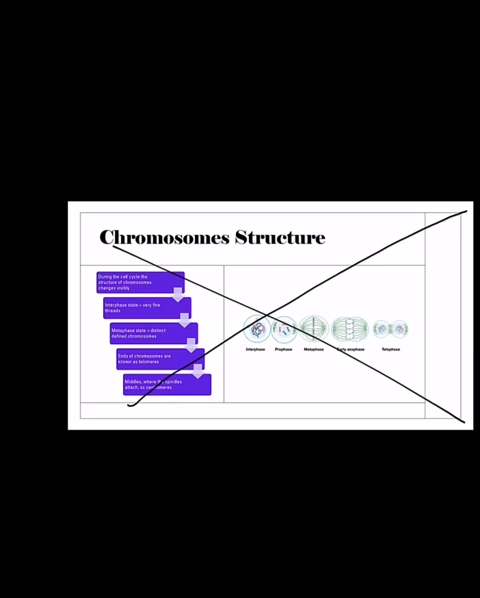 Chromosomes Structure
During the cell cycle the
structure of chromosomes
changes visibly
Interphase state – very fine
threads
Metaphase state – distinct
defined chromosomes
Ends of chromosomes are
known as telomeres
Middles, where the spindles
attach, as centromeres
Interphase
Prophase
Metaphase
Early anaphase
Telophase